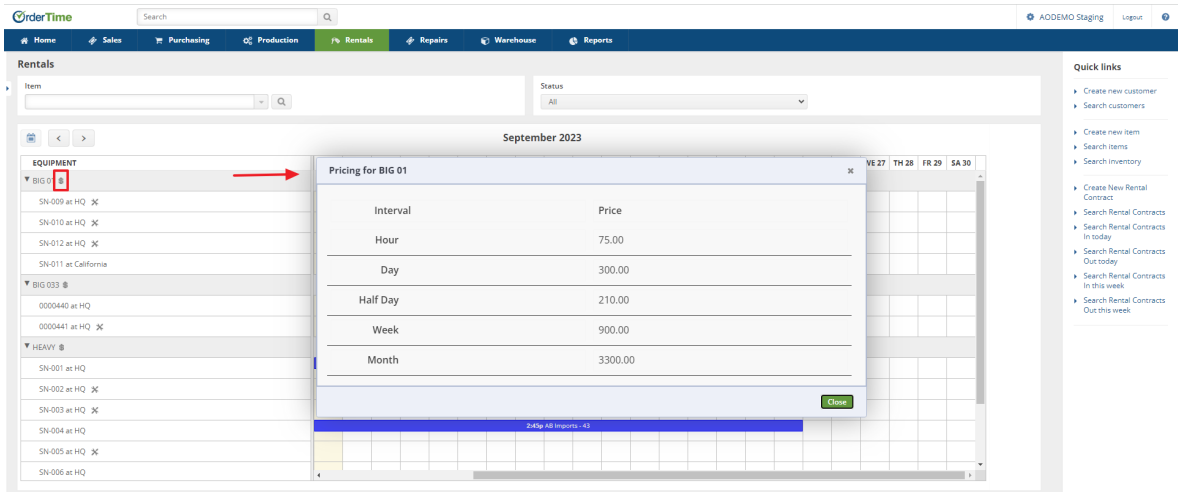 OrderTime
Search
AODEMO Staging Logout
Home Sales Purchasing Production Rentals Repairs Warehouse Reports
Rentals
Item
Status
All
September 2023
EQUIPMENT
WE 27 TH 28 FR 29 SA 30
BIG 01 $
SN-009 at HQ
SN-010 at HQ
SN-012 at HQ
SN-011 at California
BIG 033 $
0000440 at HQ
0000441 at HQ
HEAVY $
SN-001 at HQ
SN-002 at HQ
SN-003 at HQ
SN-004 at HQ
SN-005 at HQ
SN-006 at HQ
Pricing for BIG 01
Interval Price
Hour 75.00
Day 300.00
Half Day 210.00
Week 900.00
Month 3300.00
Close
2:45p AB Imports - 43
Quick links
Create new customer
Search customers
Create new item
Search items
Search inventory
Create New Rental
Contract
Search Rental Contracts
Search Rental Contracts
In today
Search Rental Contracts
Out today
Search Rental Contracts
In this week
Search Rental Contracts
Out this week